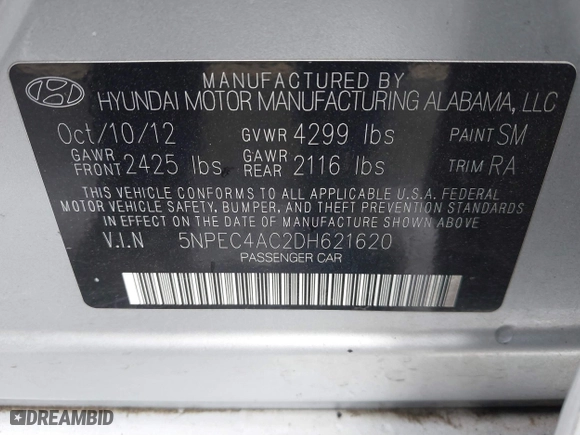 MANUFACTURED BY
HYUNDAI MOTOR MANUFACTURING ALABAMA, LLC
Oct/10/12 GVWR 4299 lbs PAINT SM
GAWR FRONT 2425 lbs GAWR REAR 2116 lbs TRIM RA
THIS VEHICLE CONFORMS TO ALL APPLICABLE U.S.A. FEDERAL
MOTOR VEHICLE SAFETY, BUMPER, AND THEFT PREVENTION STANDARDS
IN EFFECT ON THE DATE OF MANUFACTURE SHOWN ABOVE
V.I.N 5NPEC4AC2DH621620
PASSENGER CAR
DREAMBID